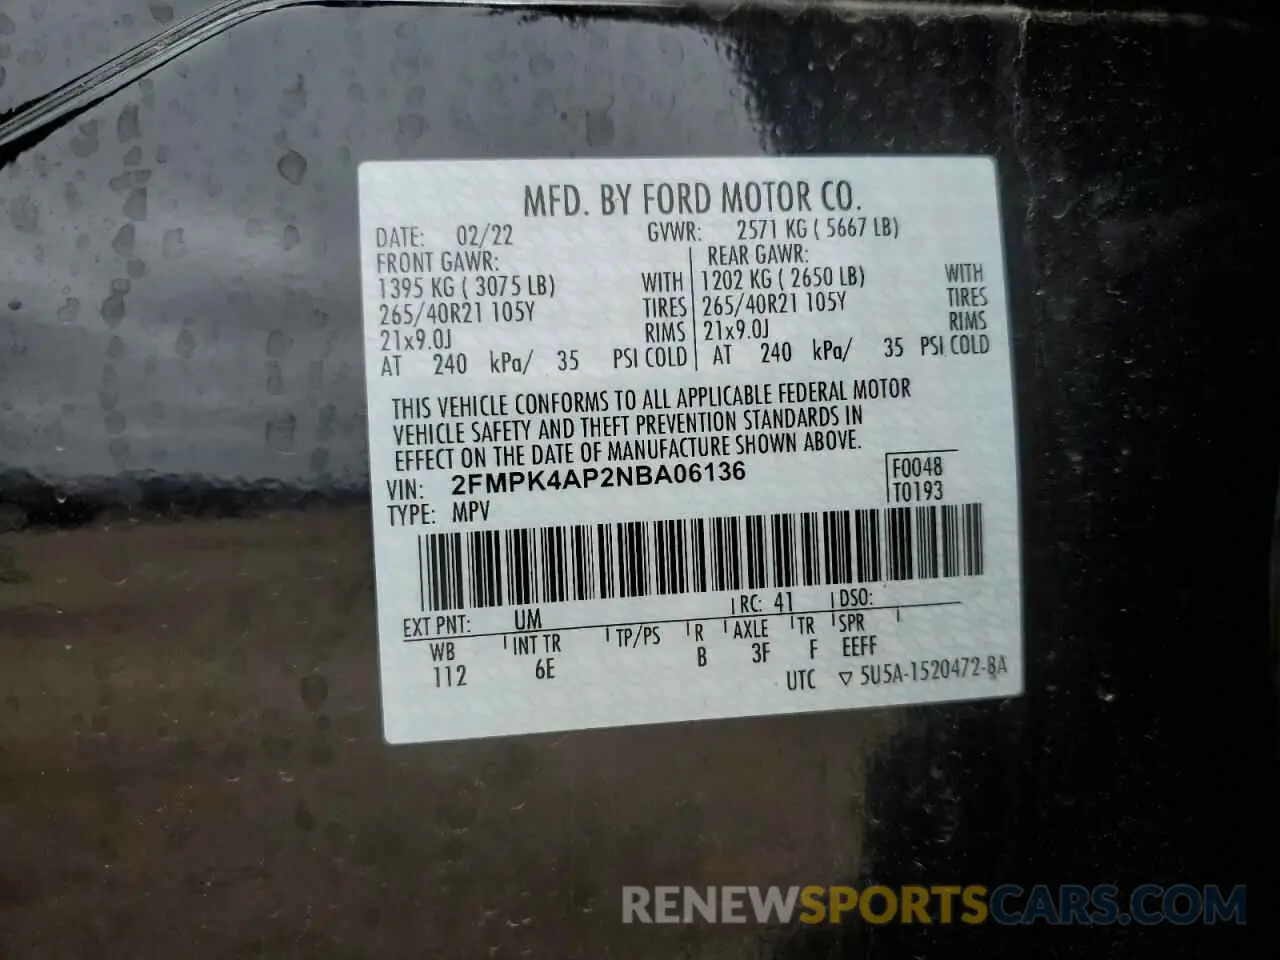 MFD. BY FORD MOTOR CO.
DATE: 02/22 GVWR: 2571 KG ( 5667 LB)
FRONT GAWR: REAR GAWR:
1395 KG ( 3075 LB) WITH 1202 KG ( 2650 LB) WITH
265/40R21 105Y TIRES 265/40R21 105Y TIRES
21x9.0J RIMS 21x9.0J RIMS
AT 240 kPa/ 35 PSI COLD AT 240 kPa/ 35 PSI COLD
THIS VEHICLE CONFORMS TO ALL APPLICABLE FEDERAL MOTOR
VEHICLE SAFETY AND THEFT PREVENTION STANDARDS IN
EFFECT ON THE DATE OF MANUFACTURE SHOWN ABOVE.
VIN: 2FMPK4AP2NBA06136 F0048
TYPE: MPV T0193
EXT PNT: UM RC: 41 DSO:
WB INT TR TP/PS R AXLE TR SPR
112 6E B 3F F EEFF
UTC ▽ 5U5A-1520472-BA
RENEWSPORTSCARS.COM